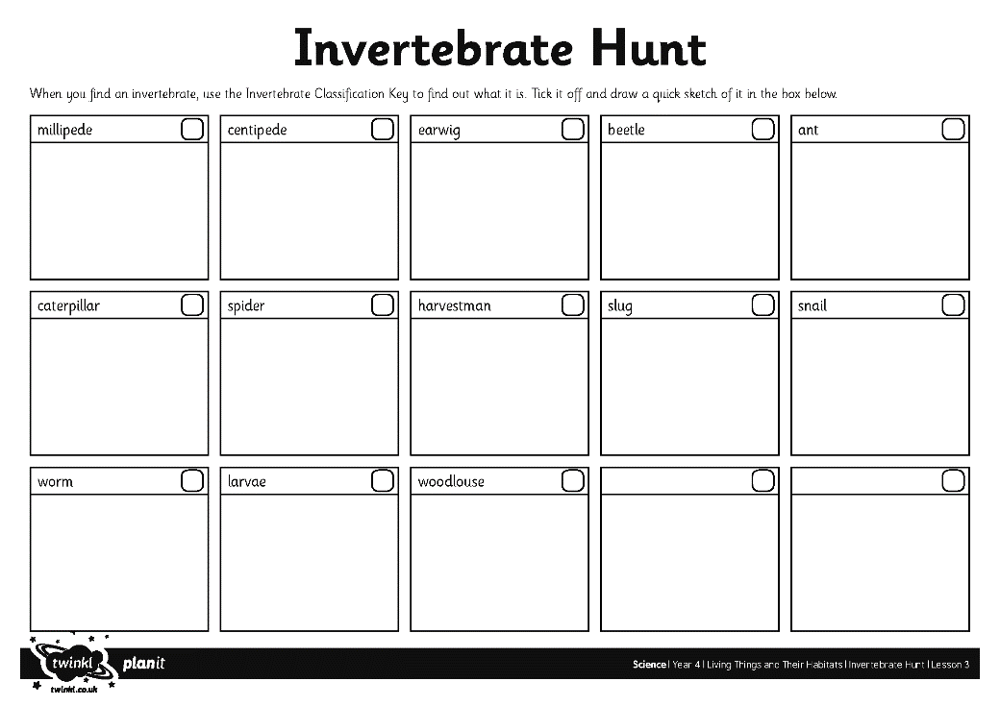 Invertebrate Hunt
When you find an invertebrate, use the Invertebrate Classification Key to find out what it is. Tick it off and draw a quick sketch of it in the box below.
millipede centipede earwig beetle ant
caterpillar spider harvestman slug snail
worm larvae woodlouse
twinkl planit Science | Year 4 | Living Things and Their Habitats | Invertebrate Hunt | Lesson 3
twinkl.co.uk